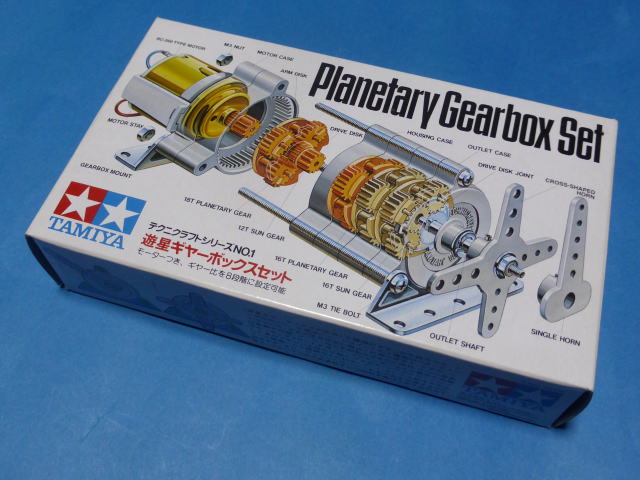 Planetary Gearbox Set
RC-260 TYPE MOTOR
M3 NUT
MOTOR CASE
ARM DISK
DRIVE DISK
HOUSING CASE
OUTLET CASE
DRIVE DISK JOINT
CROSS-SHAPED
HORN
MOTOR STAY
GEARBOX MOUNT
16T PLANETARY GEAR
12T SUN GEAR
16T PLANETARY GEAR
16T SUN GEAR
M3 TIE BOLT
OUTLET SHAFT
SINGLE HORN
TAMIYA
テクニクラフトシリーズNO.1
遊星ギヤーボックスセット
モーターつき、ギヤー比を8段階に設定可能
TAMIYA